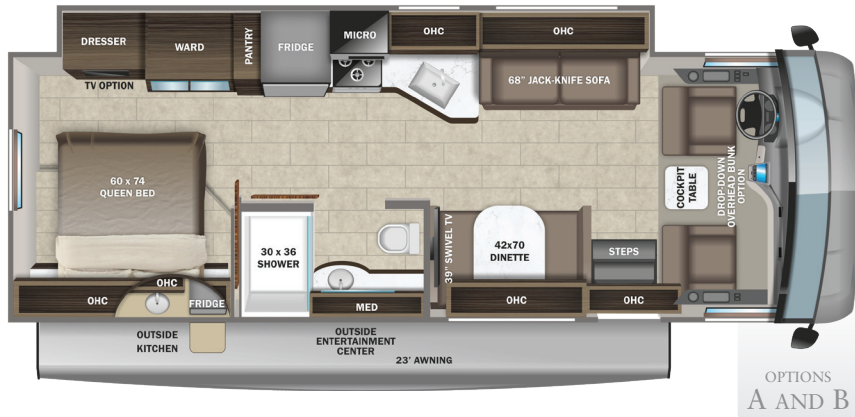 DRESSER
WARD
PANTRY
FRIDGE
MICRO
OHC
OHC
TV OPTION
68" JACK-KNIFE SOFA
60 x 74
QUEEN BED
COCKPIT
TABLE
DROP-DOWN
OVERHEAD BUNK
OPTION
30 x 36
SHOWER
39" SWIVEL TV
42x70
DINETTE
STEPS
OHC
OHC
FRIDGE
MED
OHC
OHC
OUTSIDE
KITCHEN
OUTSIDE
ENTERTAINMENT
CENTER
23' AWNING
OPTIONS
A AND B